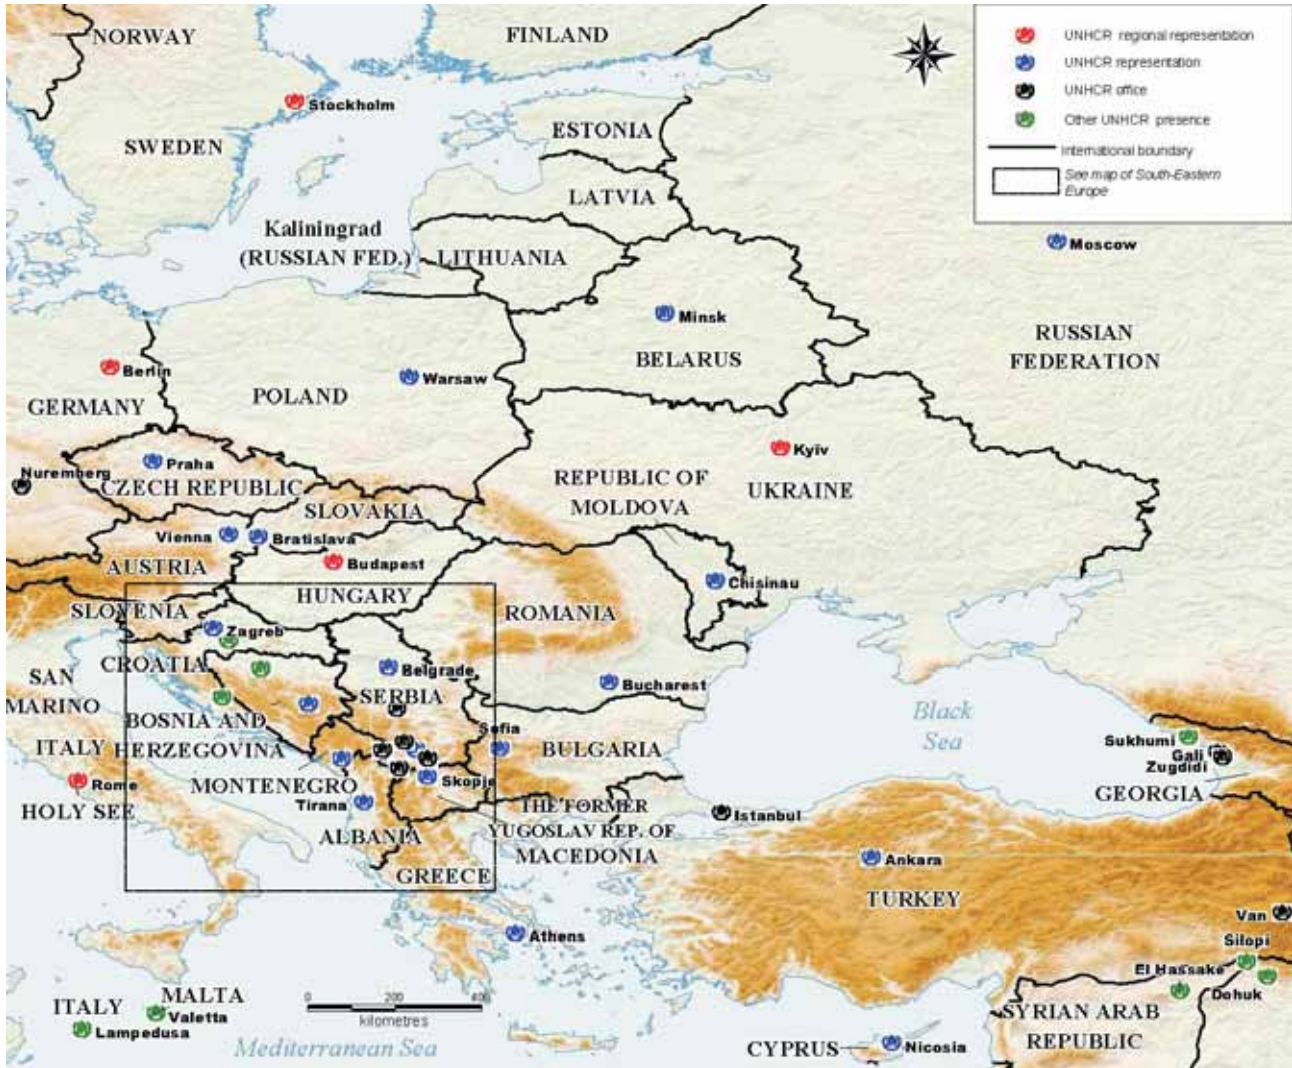 NORWAY
FINLAND
UNHCR regional representation
UNHCR representation
UNHCR office
Other UNHCR presence
International boundary
See map of South-Eastern
Europe
Stockholm
SWEDEN
ESTONIA
LATVIA
Kaliningrad
(RUSSIAN FED.)
LITHUANIA
Moscow
Minsk
BELARUS
RUSSIAN
FEDERATION
Berlin
GERMANY
POLAND
Warsaw
Kyïv
Praha
Nuremberg
CZECH REPUBLIC
REPUBLIC OF
MOLDOVA
UKRAINE
SLOVAKIA
Vienna
Bratislava
AUSTRIA
Budapest
HUNGARY
Chisinau
SLOVENIA
ROMANIA
Zagreb
CROATIA
SAN
MARINO
Belgrade
SERBIA
Bucharest
BOSNIA AND
HERZEGOVINA
Sofia
BULGARIA
Black
Sea
Sukhumi
Gali
Zugdidi
GEORGIA
ITALY
MONTENEGRO
Rome
HOLY SEE
Skopje
Tirana
ALBANIA
THE FORMER
YUGOSLAV REP. OF
MACEDONIA
Istanbul
GREECE
Ankara
TURKEY
Athens
Van
Silopi
El Hassake
Dohuk
ITALY
MALTA
Valetta
Lampedusa
0 200 400
kilometres
SYRIAN ARAB
REPUBLIC
Mediterranean Sea
CYPRUS
Nicosia